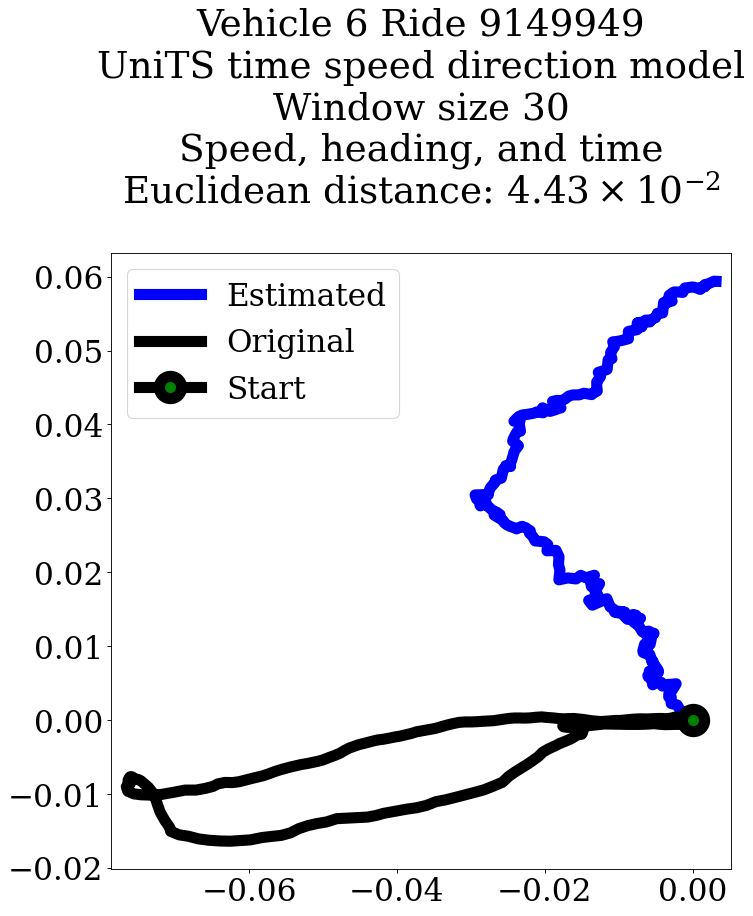 Vehicle 6 Ride 9149949
UniTS time speed direction model
Window size 30
Speed, heading, and time
Euclidean distance: 4.43 × 10⁻²
Estimated
Original
Start
0.06
0.05
0.04
0.03
0.02
0.01
0.00
−0.01
−0.02
−0.06 −0.04 −0.02 0.00